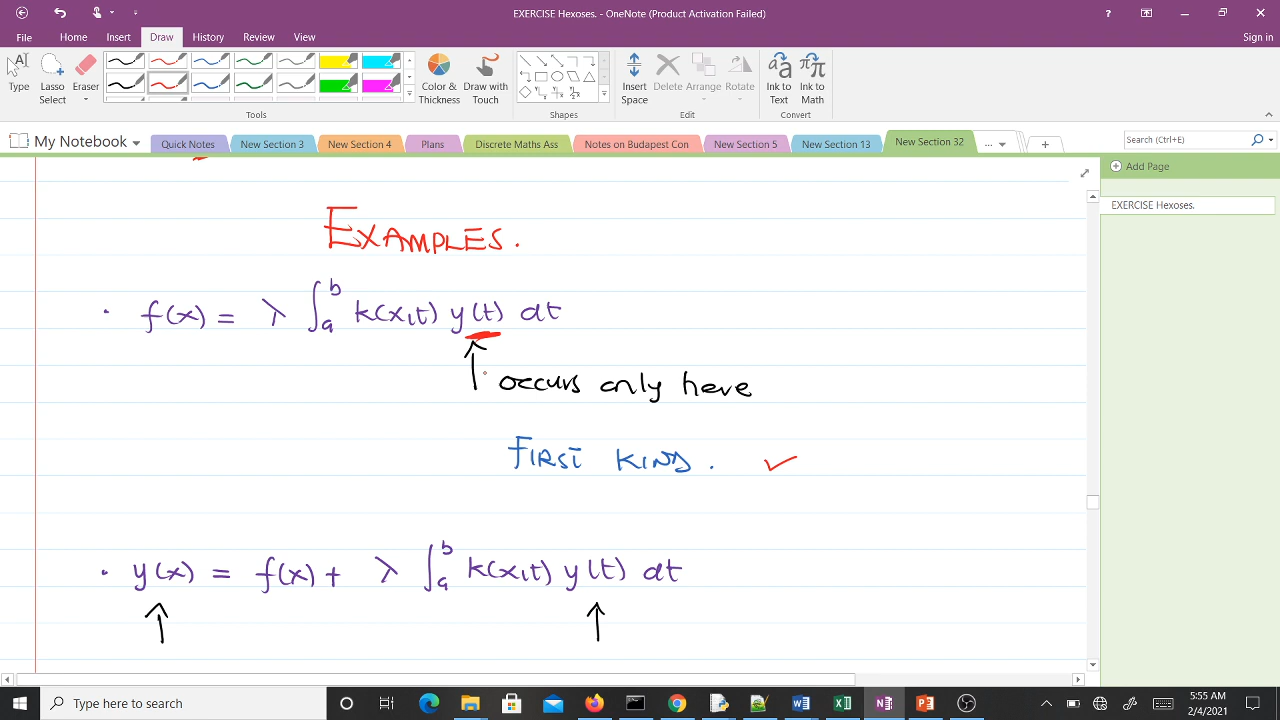 EXERCISE Hexoses. - OneNote (Product Activation Failed)
File Home Insert Draw History Review View Sign in
Type Lasso Select Eraser Color & Thickness Draw with Touch Insert Space Delete Arrange Rotate Ink to Text Ink to Math
Tools Shapes Edit Convert
My Notebook Quick Notes New Section 3 New Section 4 Plans Discrete Maths Ass Notes on Budapest Con New Section 5 New Section 13 New Section 32 ... Search (Ctrl+E)
Add Page
EXERCISE Hexoses.
EXAMPLES.
· f(x) = λ ∫_a^b k(x,t) y(t) dt
occurs only here
FIRST KIND.
· y(x) = f(x) + λ ∫_a^b k(x,t) y(t) dt
Type here to search
5:55 AM
2/4/2021